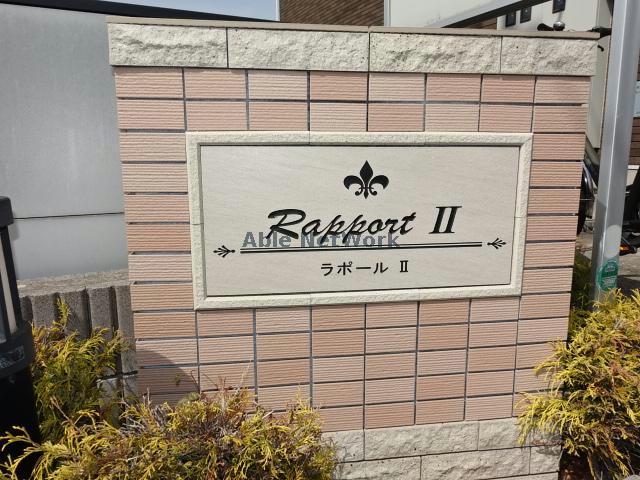 Rapport II
Able NetWork
ラポール II